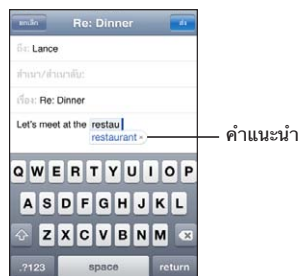 ยกเลิก Re: Dinner ส่ง
ถึง: Lance
สำเนา/สำเนาลับ:
เรื่อง: Re: Dinner
Let's meet at the restau
restaurant ×
คำแนะนำ
Q W E R T Y U I O P
A S D F G H J K L
Z X C V B N M
.?123 space return